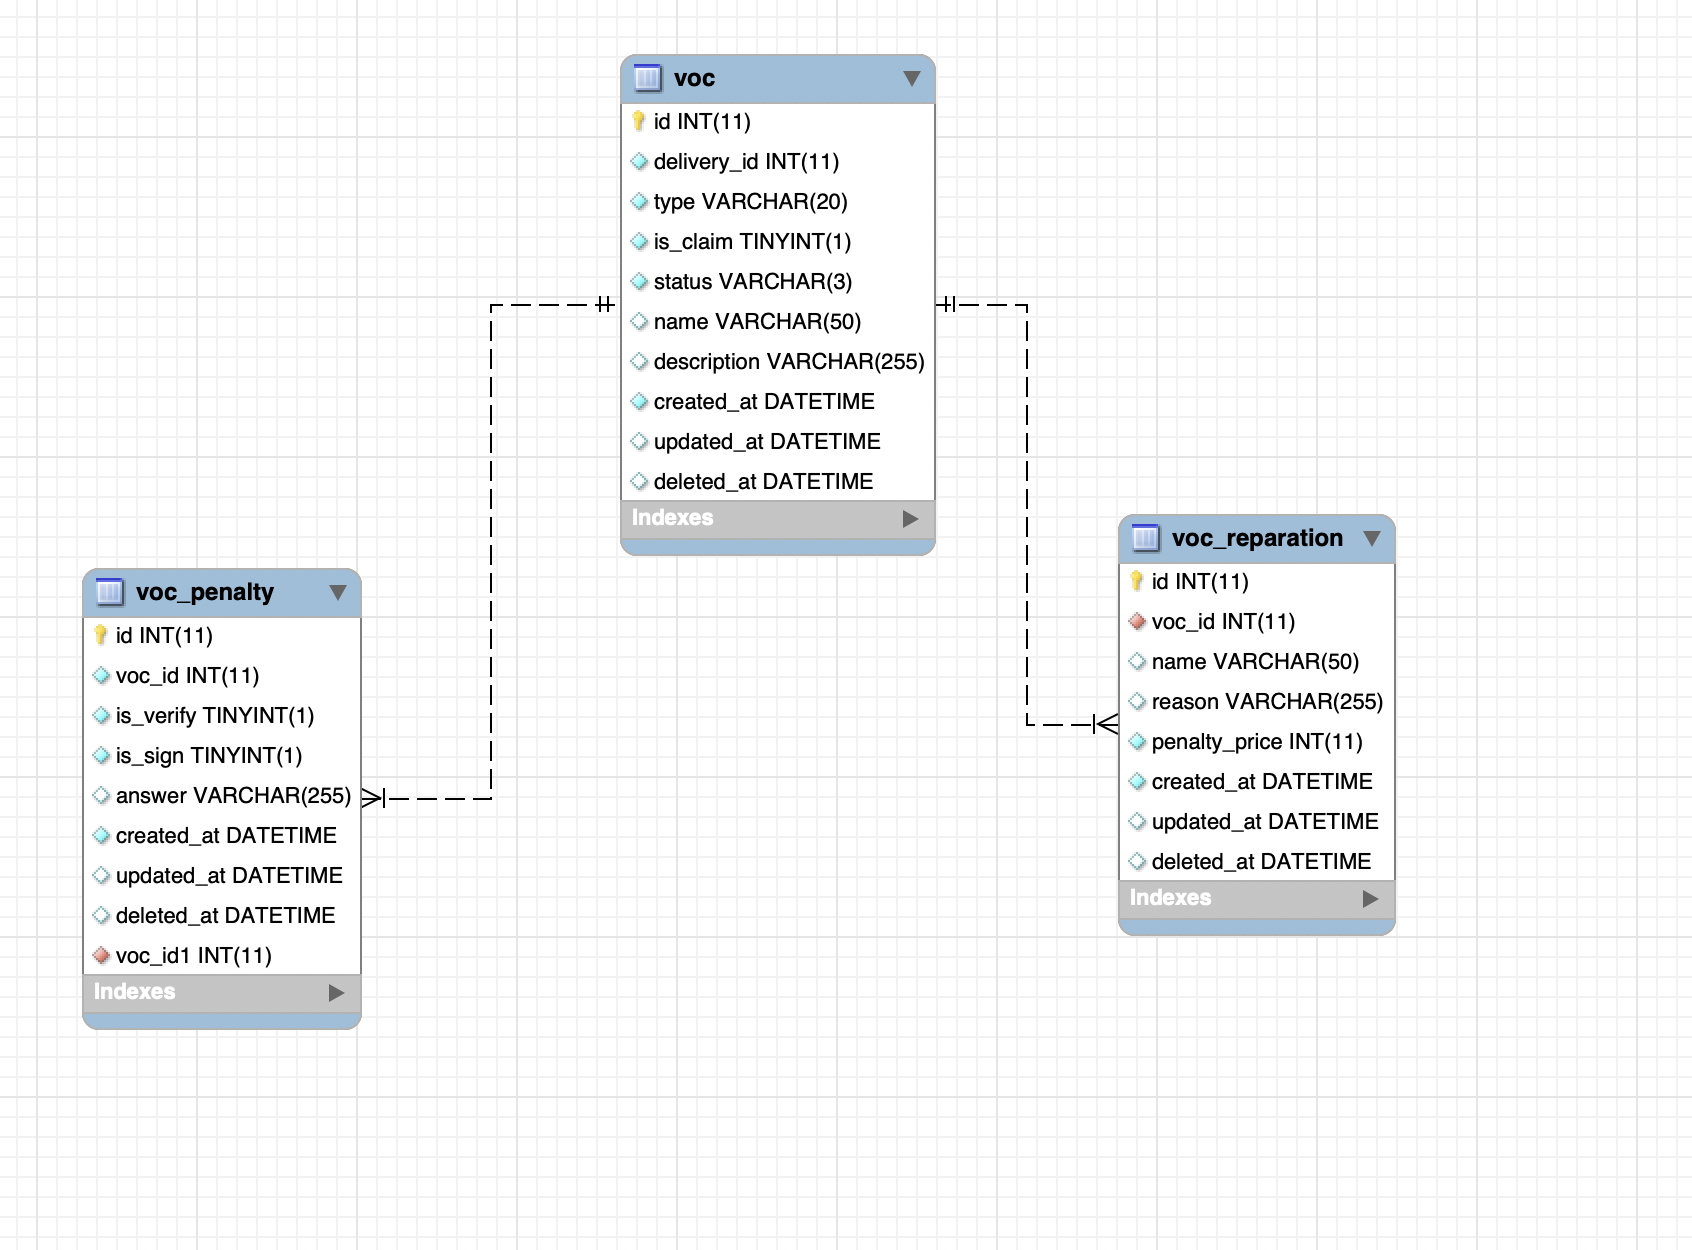 voc
id INT(11)
delivery_id INT(11)
type VARCHAR(20)
is_claim TINYINT(1)
status VARCHAR(3)
name VARCHAR(50)
description VARCHAR(255)
created_at DATETIME
updated_at DATETIME
deleted_at DATETIME
Indexes
voc_penalty
id INT(11)
voc_id INT(11)
is_verify TINYINT(1)
is_sign TINYINT(1)
answer VARCHAR(255)
created_at DATETIME
updated_at DATETIME
deleted_at DATETIME
voc_id1 INT(11)
Indexes
voc_reparation
id INT(11)
voc_id INT(11)
name VARCHAR(50)
reason VARCHAR(255)
penalty_price INT(11)
created_at DATETIME
updated_at DATETIME
deleted_at DATETIME
Indexes